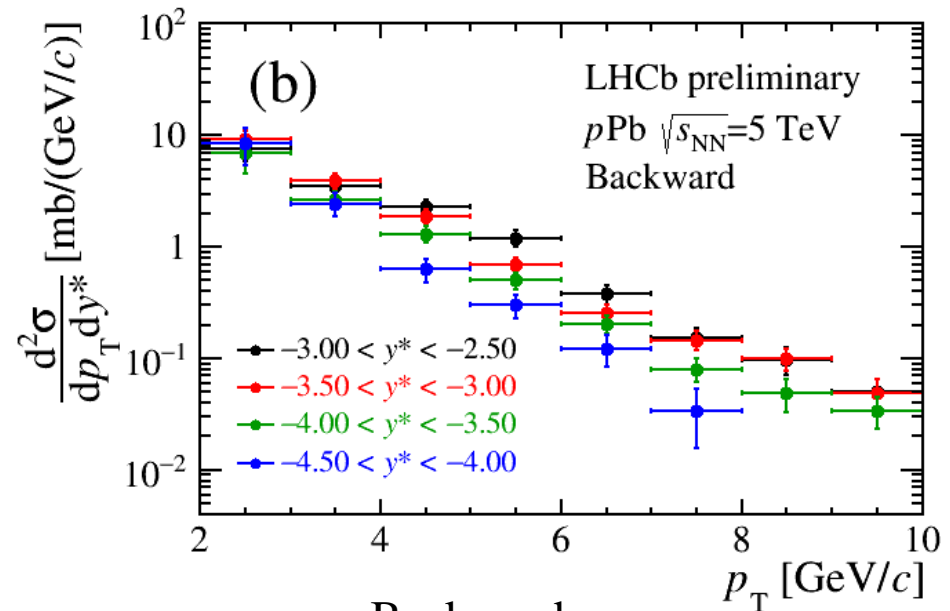 (b)
LHCb preliminary
pPb √sNN=5 TeV
Backward
d²σ
dpTdy*
[mb/(GeV/c)]
10²
10
1
10⁻¹
10⁻²
–3.00 < y* < –2.50
–3.50 < y* < –3.00
–4.00 < y* < –3.50
–4.50 < y* < –4.00
2 4 6 8 10
pT [GeV/c]